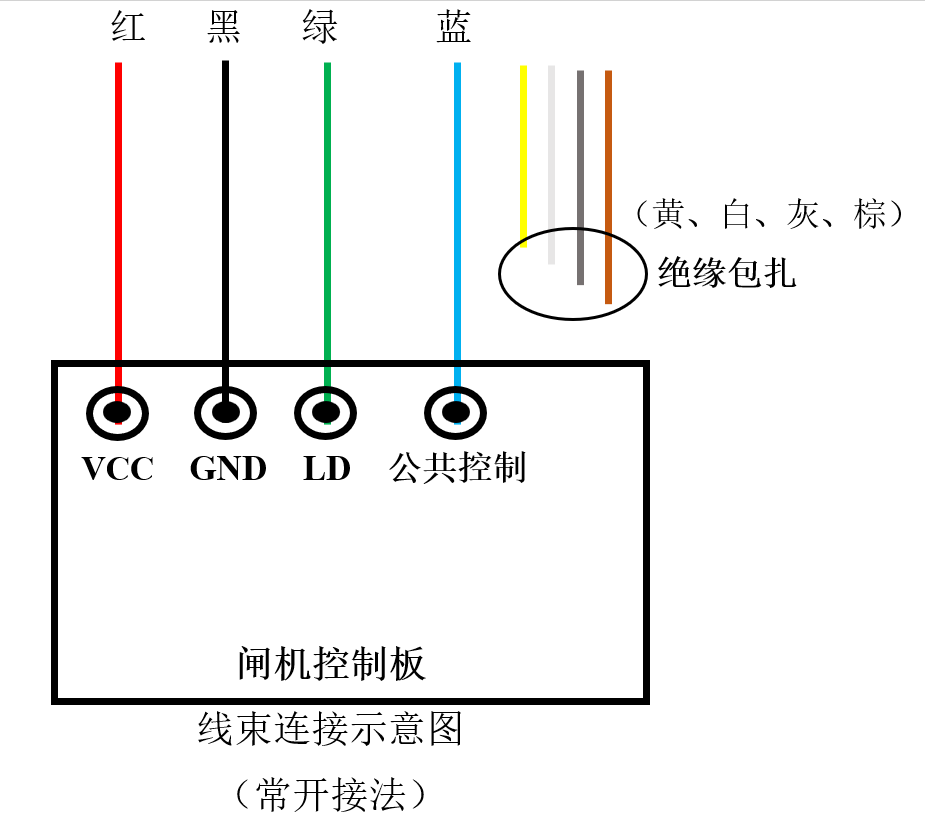 红 黑 绿 蓝
（黄、白、灰、棕）
绝缘包扎
VCC GND LD 公共控制
闸机控制板
线束连接示意图
（常开接法）